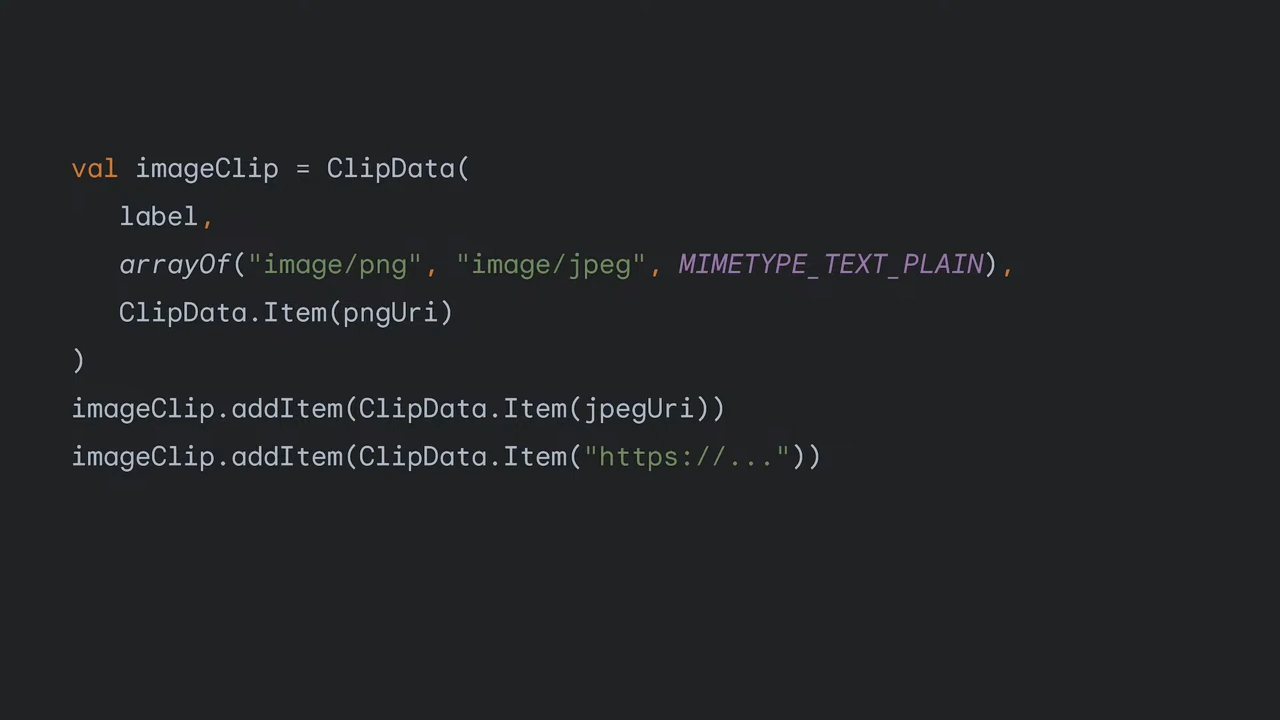 val imageClip = ClipData(
   label,
   arrayOf("image/png", "image/jpeg", MIMETYPE_TEXT_PLAIN),
   ClipData.Item(pngUri)
)
imageClip.addItem(ClipData.Item(jpegUri))
imageClip.addItem(ClipData.Item("https://..."))